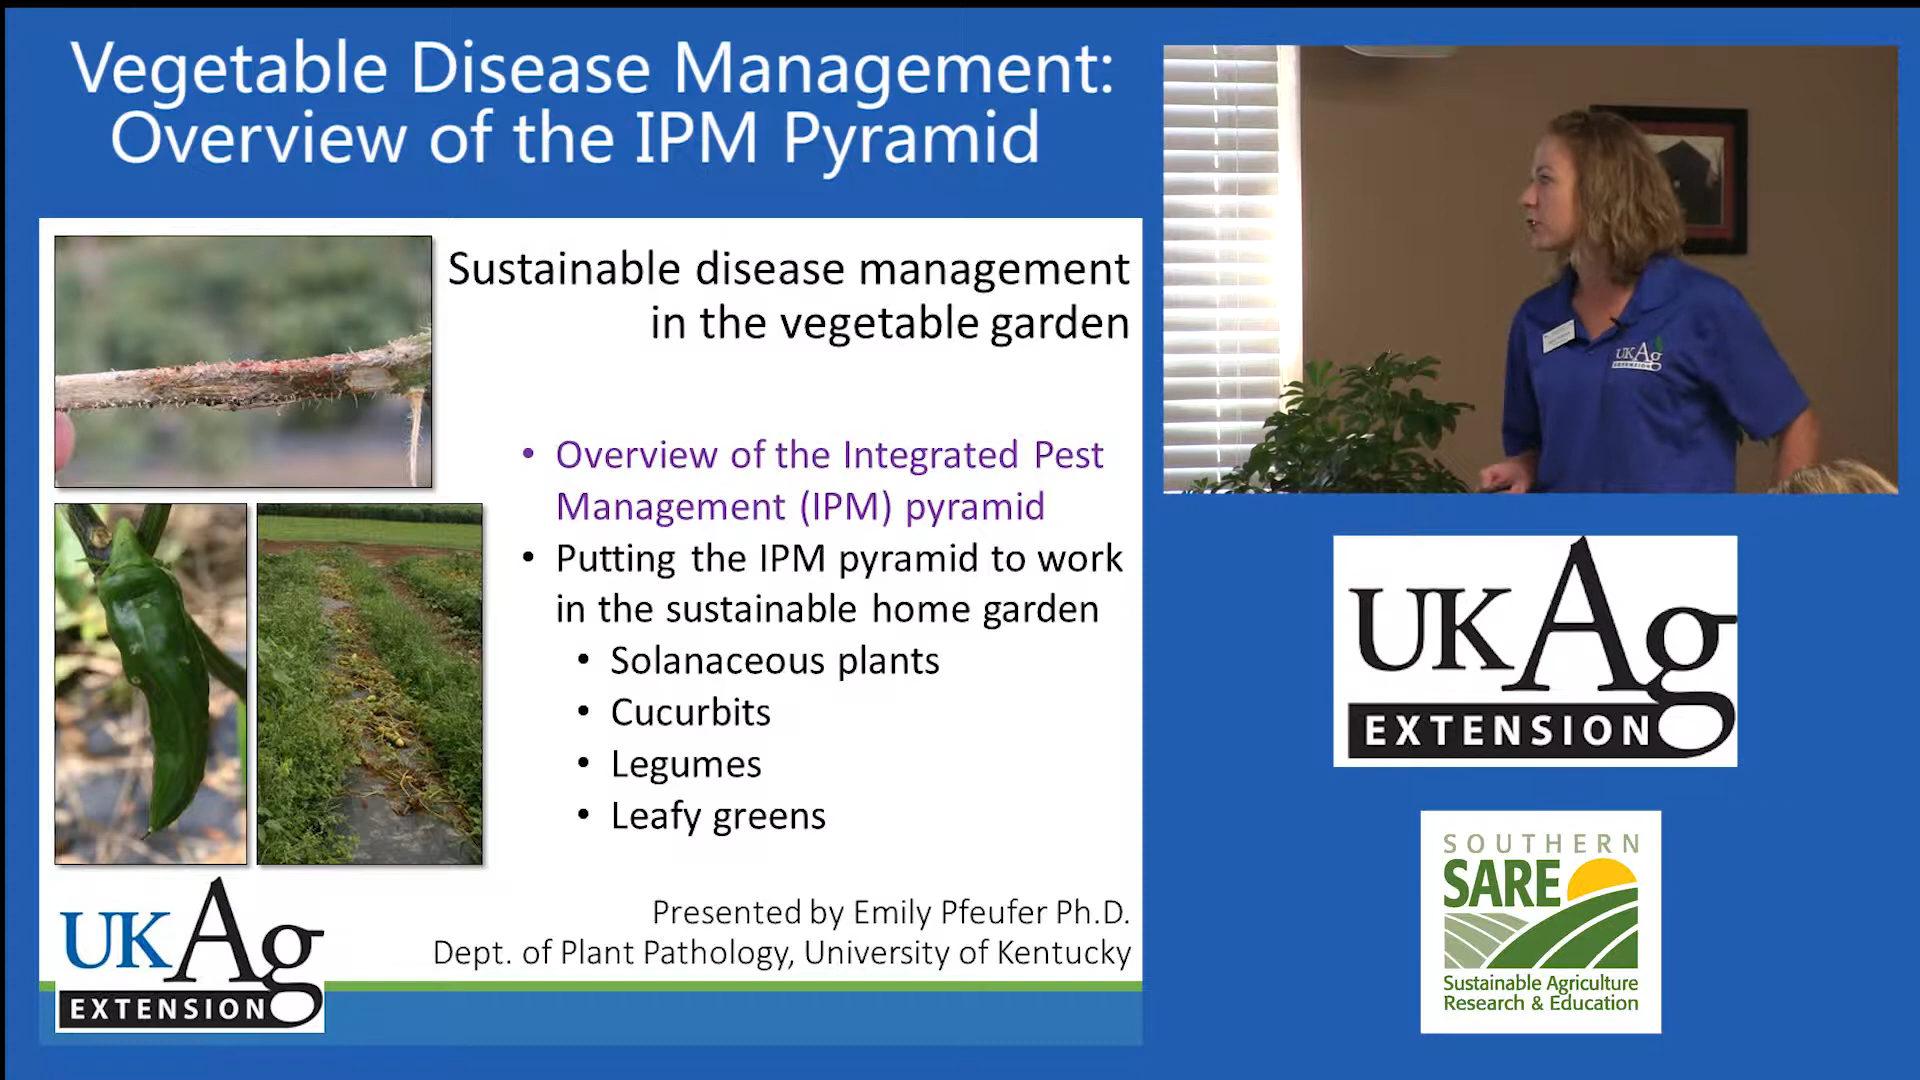 Vegetable Disease Management:
Overview of the IPM Pyramid
Sustainable disease management
in the vegetable garden
• Overview of the Integrated Pest
Management (IPM) pyramid
• Putting the IPM pyramid to work
in the sustainable home garden
• Solanaceous plants
• Cucurbits
• Legumes
• Leafy greens
Presented by Emily Pfeufer Ph.D.
Dept. of Plant Pathology, University of Kentucky
UKAg
EXTENSION
UKAg
EXTENSION
UKAg
EXTENSION
SOUTHERN
SARE
Sustainable Agriculture
Research & Education